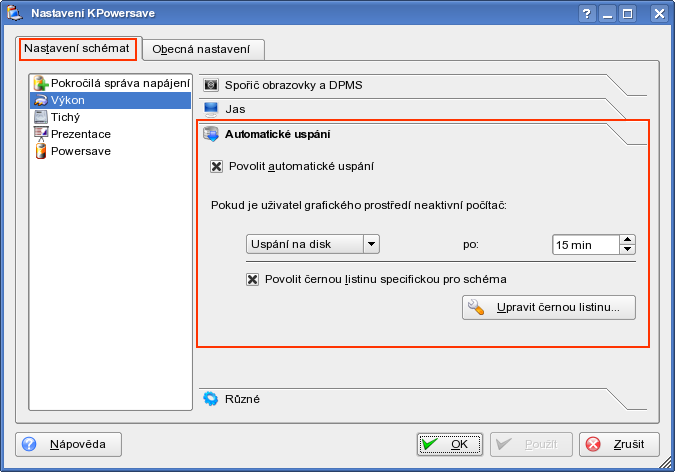 Nastavení KPowersave
Nastavení schémat
Obecná nastavení
Pokročilá správa napájení
Výkon
Tichý
Prezentace
Powersave
Spořič obrazovky a DPMS
Jas
Automatické uspání
Povolit automatické uspání
Pokud je uživatel grafického prostředí neaktivní počítač:
Uspání na disk
po:
15 min
Povolit černou listinu specifickou pro schéma
Upravit černou listinu...
Různé
Nápověda
OK
Použít
Zrušit